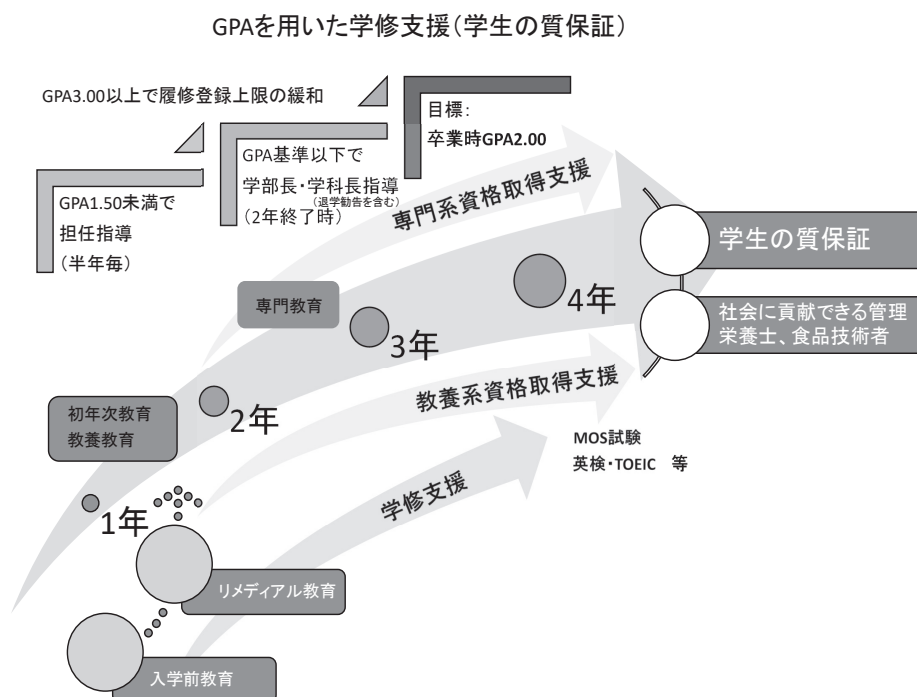 GPAを用いた学修支援(学生の質保証)
GPA3.00以上で履修登録上限の緩和
目標:
卒業時GPA2.00
GPA基準以下で
学部長・学科長指導
(退学勧告を含む)
(2年終了時)
GPA1.50未満で
担任指導
(半年毎)
専門系資格取得支援
学生の質保証
社会に貢献できる管理
栄養士、食品技術者
専門教育
4年
3年
2年
1年
初年次教育
教養教育
教養系資格取得支援
MOS試験
英検・TOEIC 等
学修支援
リメディアル教育
入学前教育